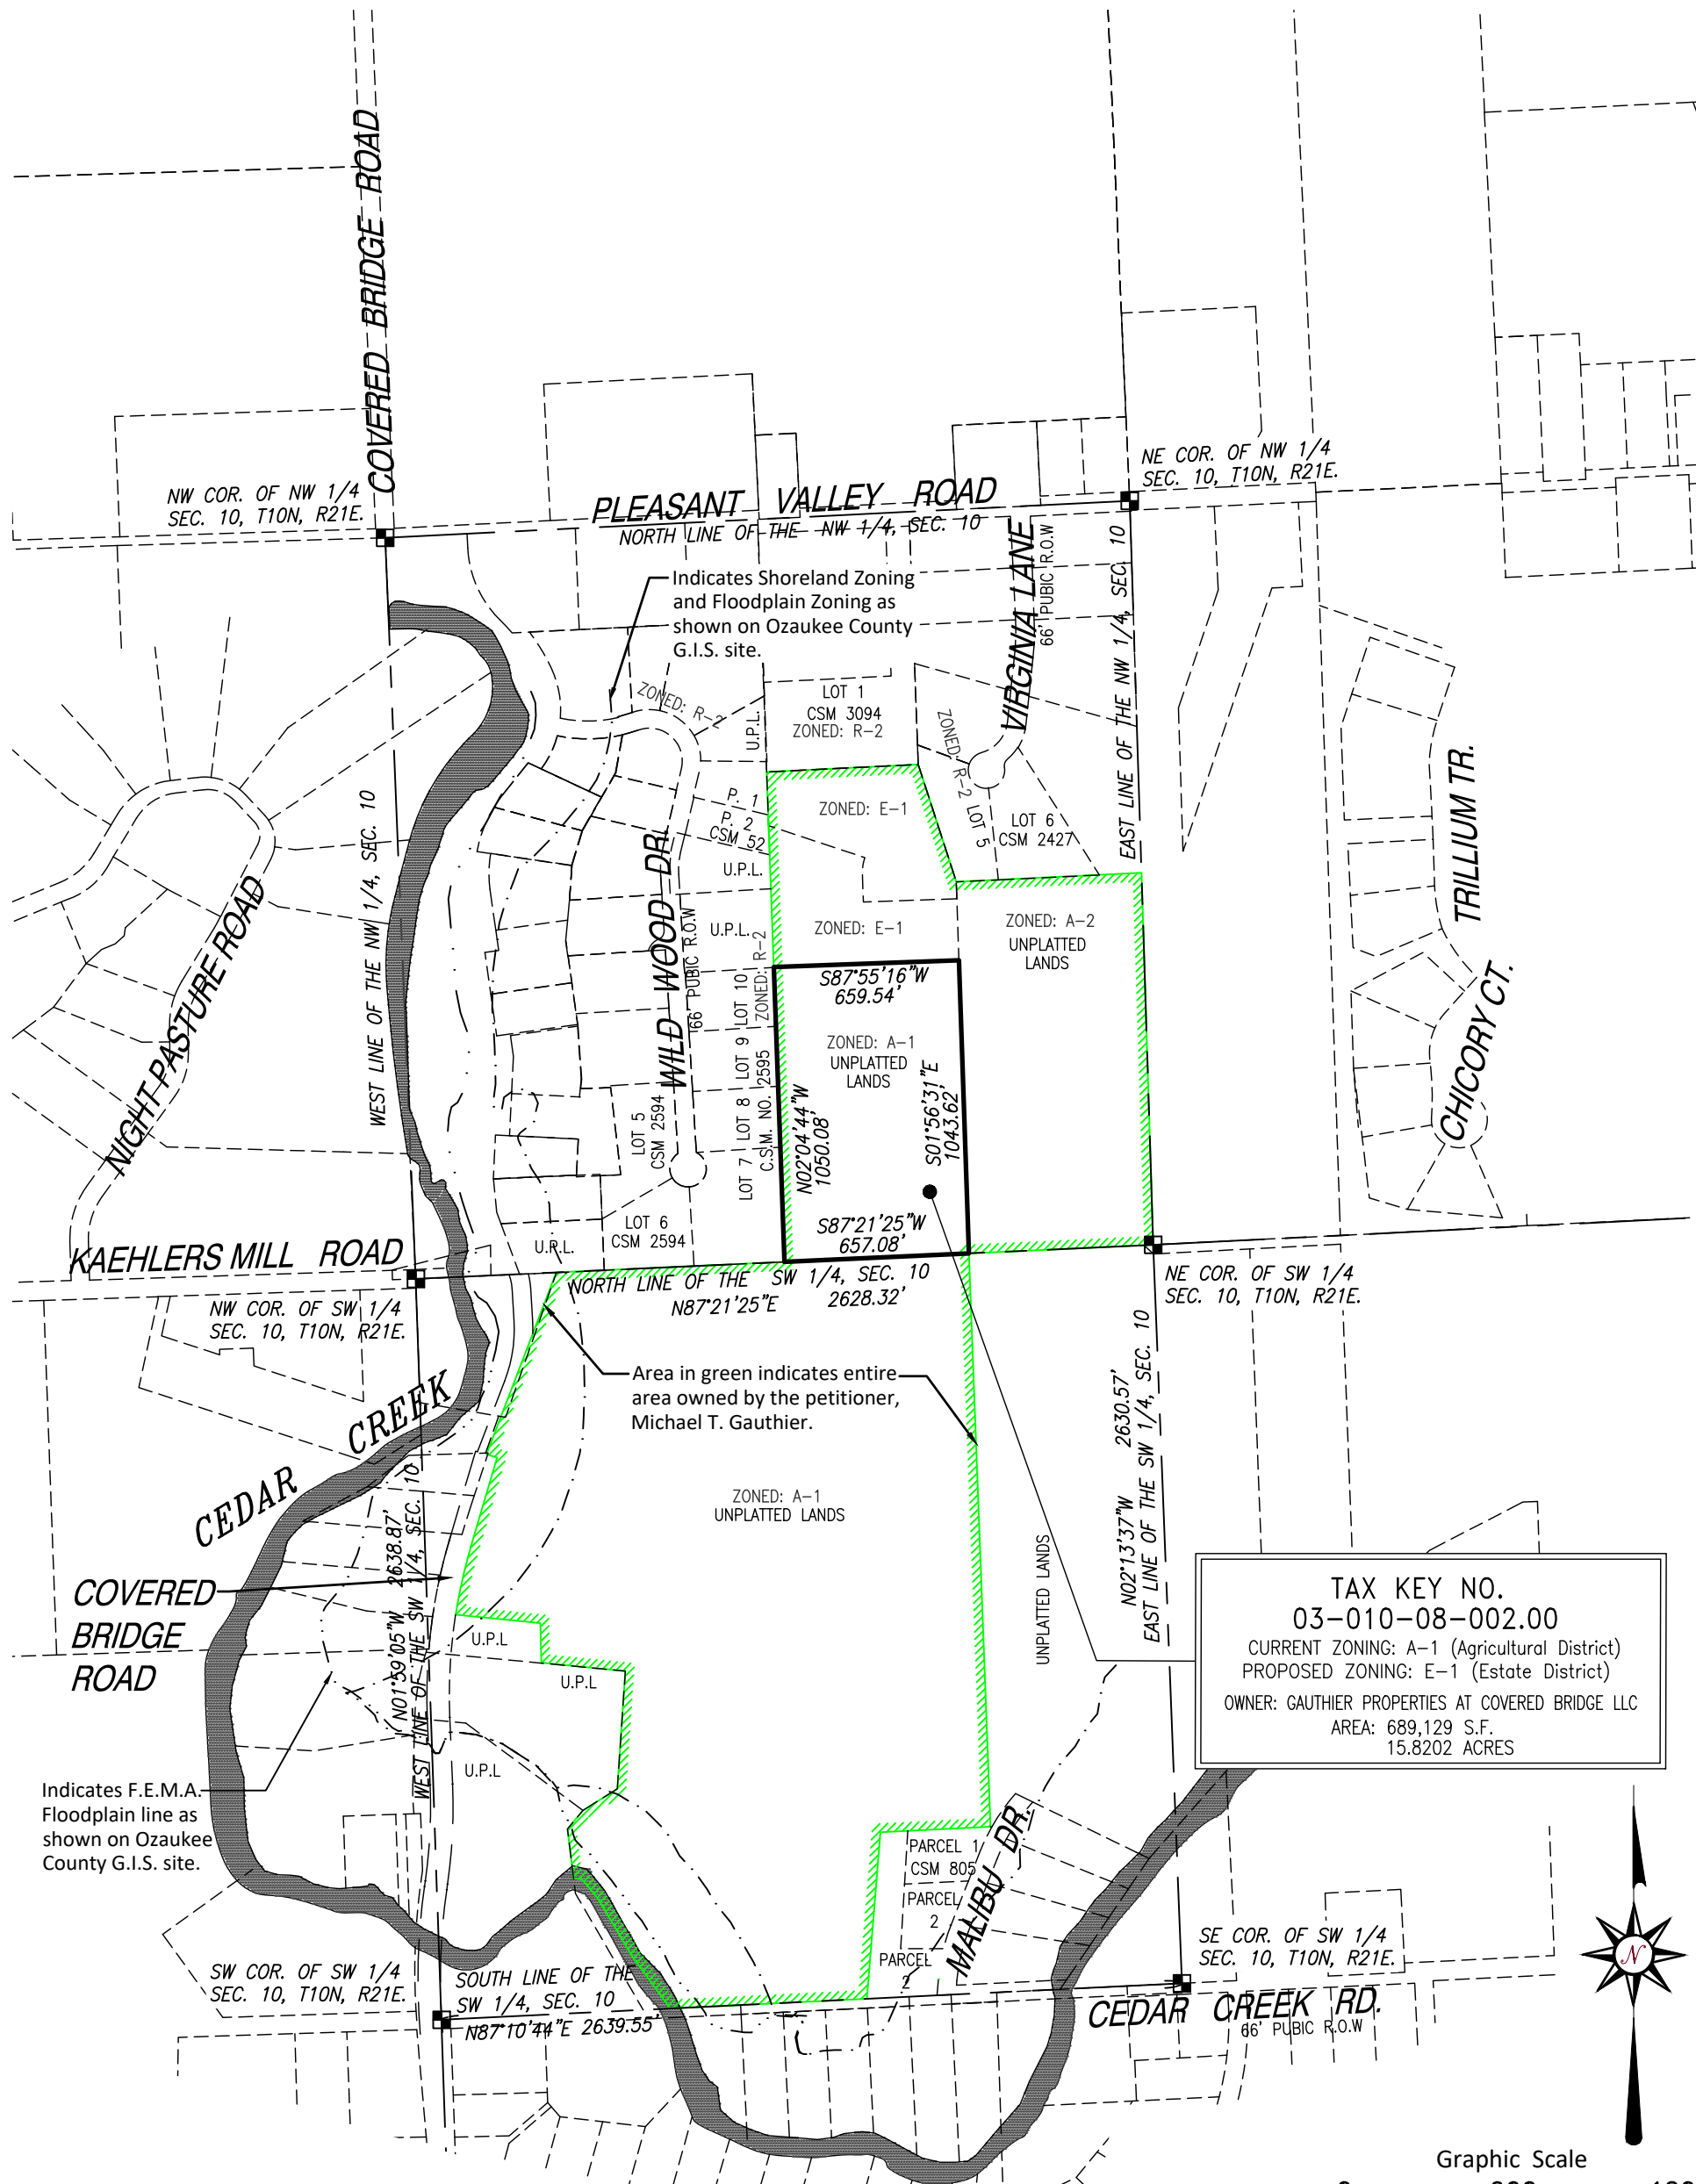 COVERED BRIDGE ROAD
NW COR. OF NW 1/4
SEC. 10, T10N, R21E.
PLEASANT VALLEY ROAD
NORTH LINE OF THE NW 1/4, SEC. 10
NE COR. OF NW 1/4
SEC. 10, T10N, R21E.
Indicates Shoreland Zoning
and Floodplain Zoning as
shown on Ozaukee County
G.I.S. site.
VIRGINIA LANE
66' PUBIC R.O.W
EAST LINE OF THE NW 1/4, SEC. 10
ZONED: R-2
U.P.L.
LOT 1
CSM 3094
ZONED: R-2
ZONED: R-2
LOT 5
LOT 6
CSM 2427
TRILLIUM TR.
CHICORY CT.
WEST LINE OF THE NW 1/4, SEC. 10
NIGHT PASTURE ROAD
P. 1
P. 2
CSM 52
U.P.L.
U.P.L.
WILD WOOD DR.
66' PUBIC R.O.W
ZONED: E-1
ZONED: E-1
ZONED: A-2
UNPLATTED
LANDS
S87°55'16"W
659.54'
ZONED: A-1
UNPLATTED
LANDS
N02°04'44"W
1050.08'
S01°56'31"E
1043.62'
S87°21'25"W
657.08'
LOT 7 LOT 8 LOT 9 LOT 10
C.S.M. NO. 2595
ZONED: R-2
LOT 5
CSM 2594
LOT 6
CSM 2594
U.P.L.
KAEHLERS MILL ROAD
NW COR. OF SW 1/4
SEC. 10, T10N, R21E.
NORTH LINE OF THE SW 1/4, SEC. 10
N87°21'25"E 2628.32'
NE COR. OF SW 1/4
SEC. 10, T10N, R21E.
Area in green indicates entire
area owned by the petitioner,
Michael T. Gauthier.
CEDAR CREEK
ZONED: A-1
UNPLATTED LANDS
N02°13'37"W 2630.57'
EAST LINE OF THE SW 1/4, SEC. 10
UNPLATTED LANDS
COVERED
BRIDGE
ROAD
N01°59'05"W 2638.87'
WEST LINE OF THE SW 1/4, SEC. 10
U.P.L
U.P.L
U.P.L
TAX KEY NO.
03-010-08-002.00
CURRENT ZONING: A-1 (Agricultural District)
PROPOSED ZONING: E-1 (Estate District)
OWNER: GAUTHIER PROPERTIES AT COVERED BRIDGE LLC
AREA: 689,129 S.F.
15.8202 ACRES
Indicates F.E.M.A.
Floodplain line as
shown on Ozaukee
County G.I.S. site.
PARCEL 1
CSM 805
PARCEL
2
PARCEL
2
MALIBU DR.
SW COR. OF SW 1/4
SEC. 10, T10N, R21E.
SOUTH LINE OF THE
SW 1/4, SEC. 10
N87°10'44"E 2639.55'
SE COR. OF SW 1/4
SEC. 10, T10N, R21E.
CEDAR CREEK RD.
66' PUBIC R.O.W
N
Graphic Scale